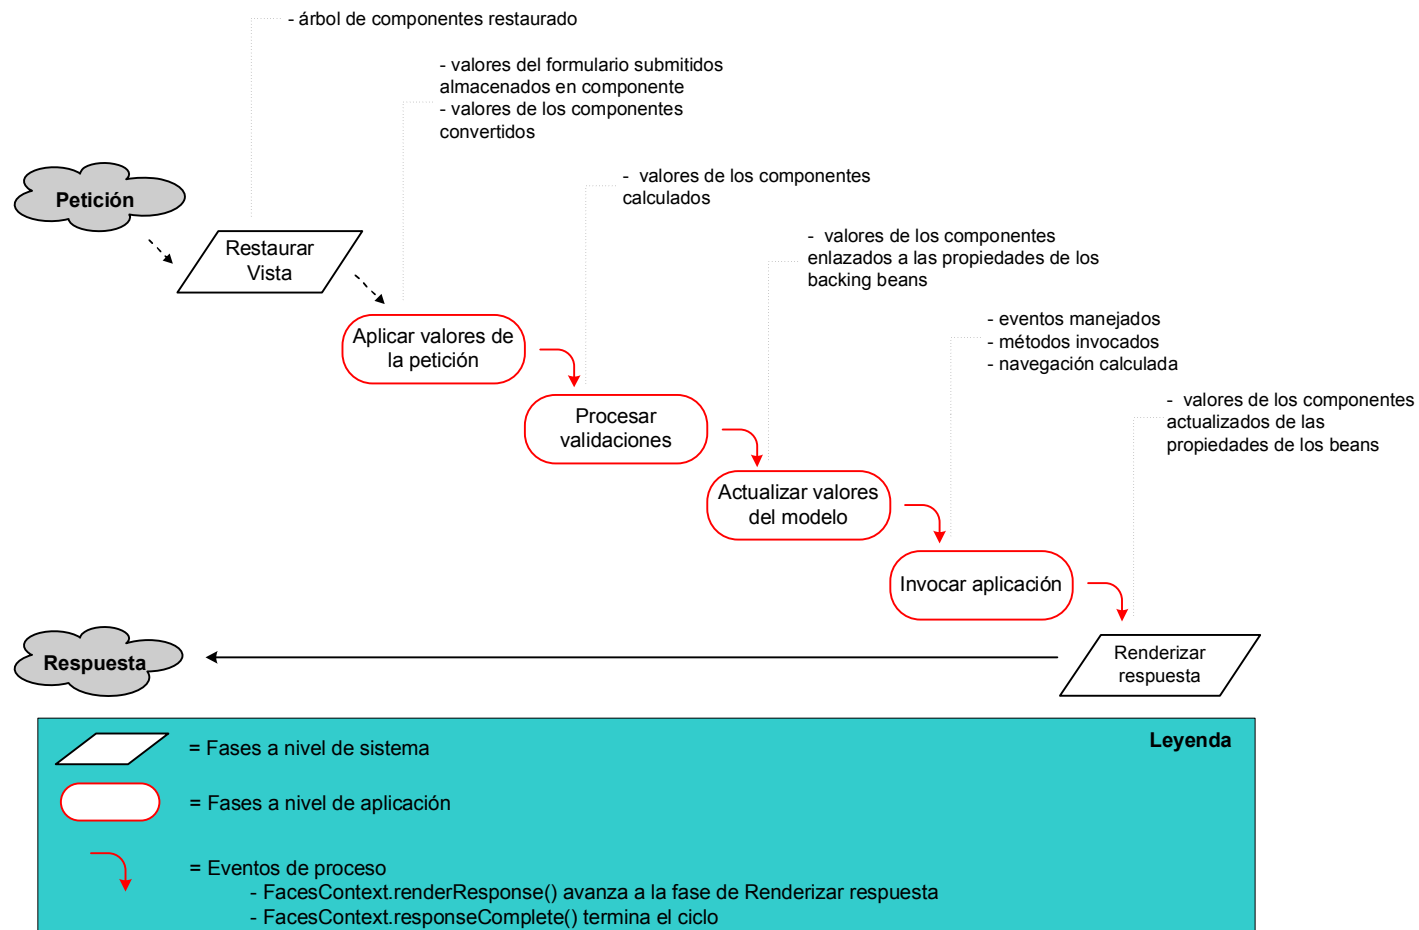 - árbol de componentes restaurado
- valores del formulario submitidos
almacenados en componente
- valores de los componentes
convertidos
Petición
- valores de los componentes
calculados
Restaurar
Vista
- valores de los componentes
enlazados a las propiedades de los
backing beans
Aplicar valores de
la petición
- eventos manejados
- métodos invocados
- navegación calculada
Procesar
validaciones
- valores de los componentes
actualizados de las
propiedades de los beans
Actualizar valores
del modelo
Invocar aplicación
Respuesta
Renderizar
respuesta
Leyenda
= Fases a nivel de sistema
= Fases a nivel de aplicación
= Eventos de proceso
- FacesContext.renderResponse() avanza a la fase de Renderizar respuesta
- FacesContext.responseComplete() termina el ciclo